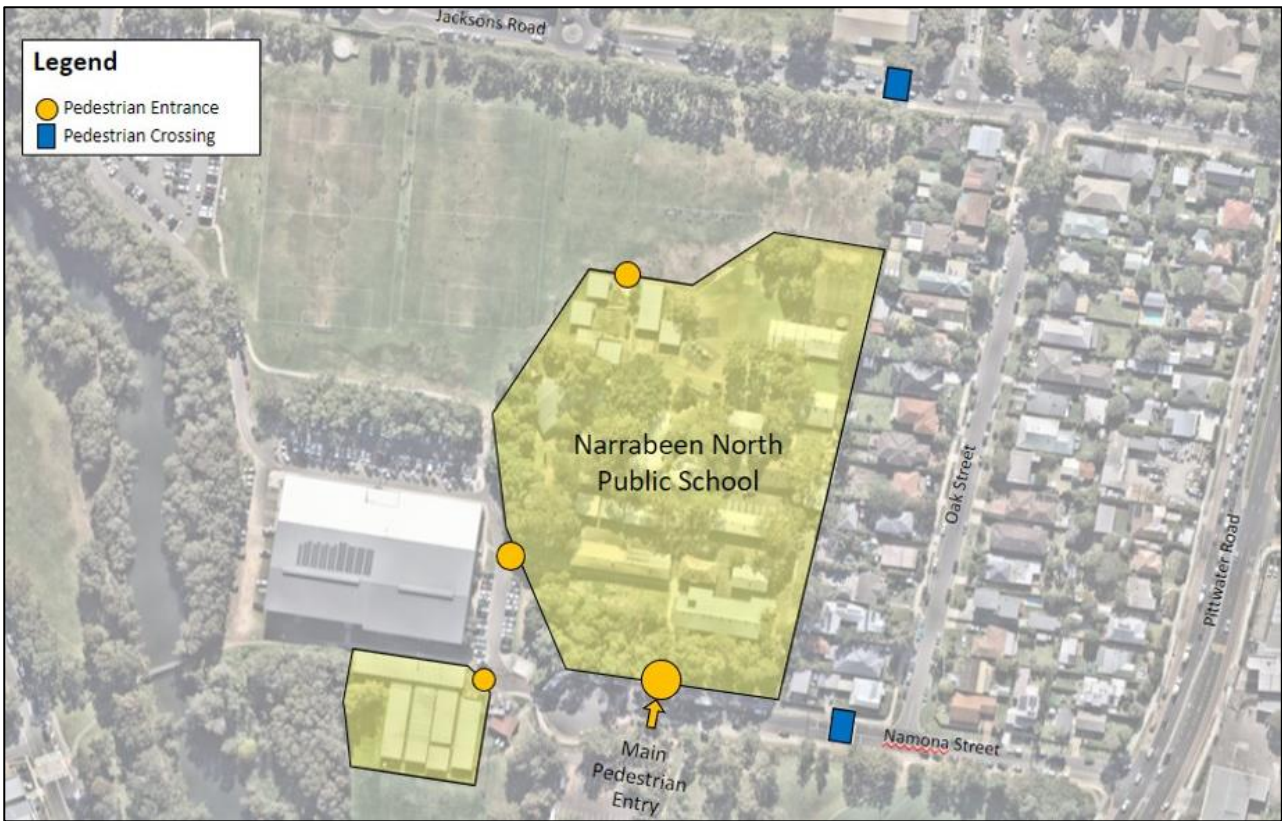 Jacksons Road
Legend
Pedestrian Entrance
Pedestrian Crossing
Narrabeen North
Public School
Oak Street
Pittwater Road
Namona Street
Main
Pedestrian
Entry